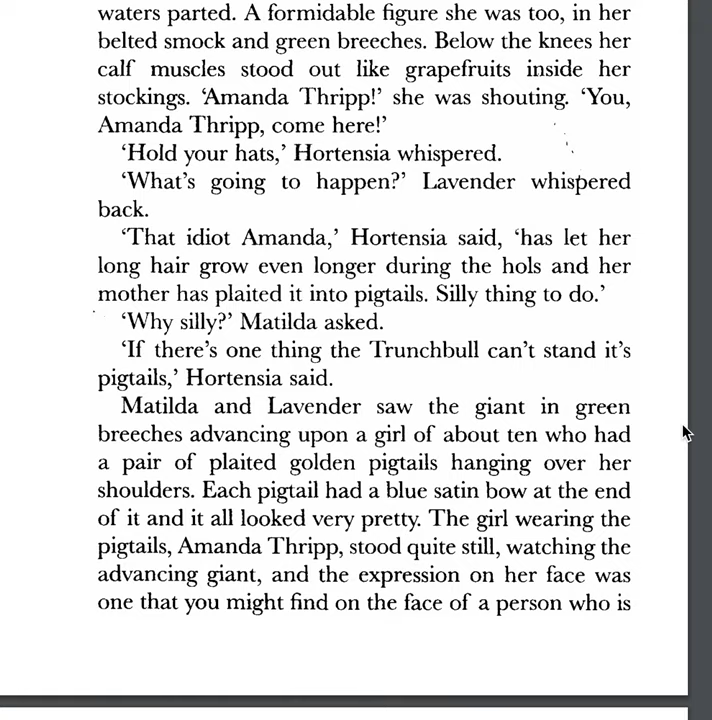 waters parted. A formidable figure she was too, in her
belted smock and green breeches. Below the knees her
calf muscles stood out like grapefruits inside her
stockings. ‘Amanda Thripp!’ she was shouting. ‘You,
Amanda Thripp, come here!’
‘Hold your hats,’ Hortensia whispered.
‘What’s going to happen?’ Lavender whispered
back.
‘That idiot Amanda,’ Hortensia said, ‘has let her
long hair grow even longer during the hols and her
mother has plaited it into pigtails. Silly thing to do.’
‘Why silly?’ Matilda asked.
‘If there’s one thing the Trunchbull can’t stand it’s
pigtails,’ Hortensia said.
Matilda and Lavender saw the giant in green
breeches advancing upon a girl of about ten who had
a pair of plaited golden pigtails hanging over her
shoulders. Each pigtail had a blue satin bow at the end
of it and it all looked very pretty. The girl wearing the
pigtails, Amanda Thripp, stood quite still, watching the
advancing giant, and the expression on her face was
one that you might find on the face of a person who is